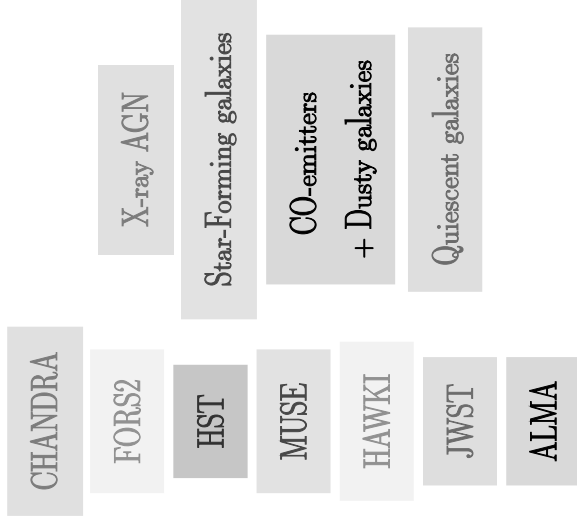 X-ray AGN
Star-Forming galaxies
CO-emitters
+ Dusty galaxies
Quiescent galaxies
CHANDRA
FORS2
HST
MUSE
HAWKI
JWST
ALMA